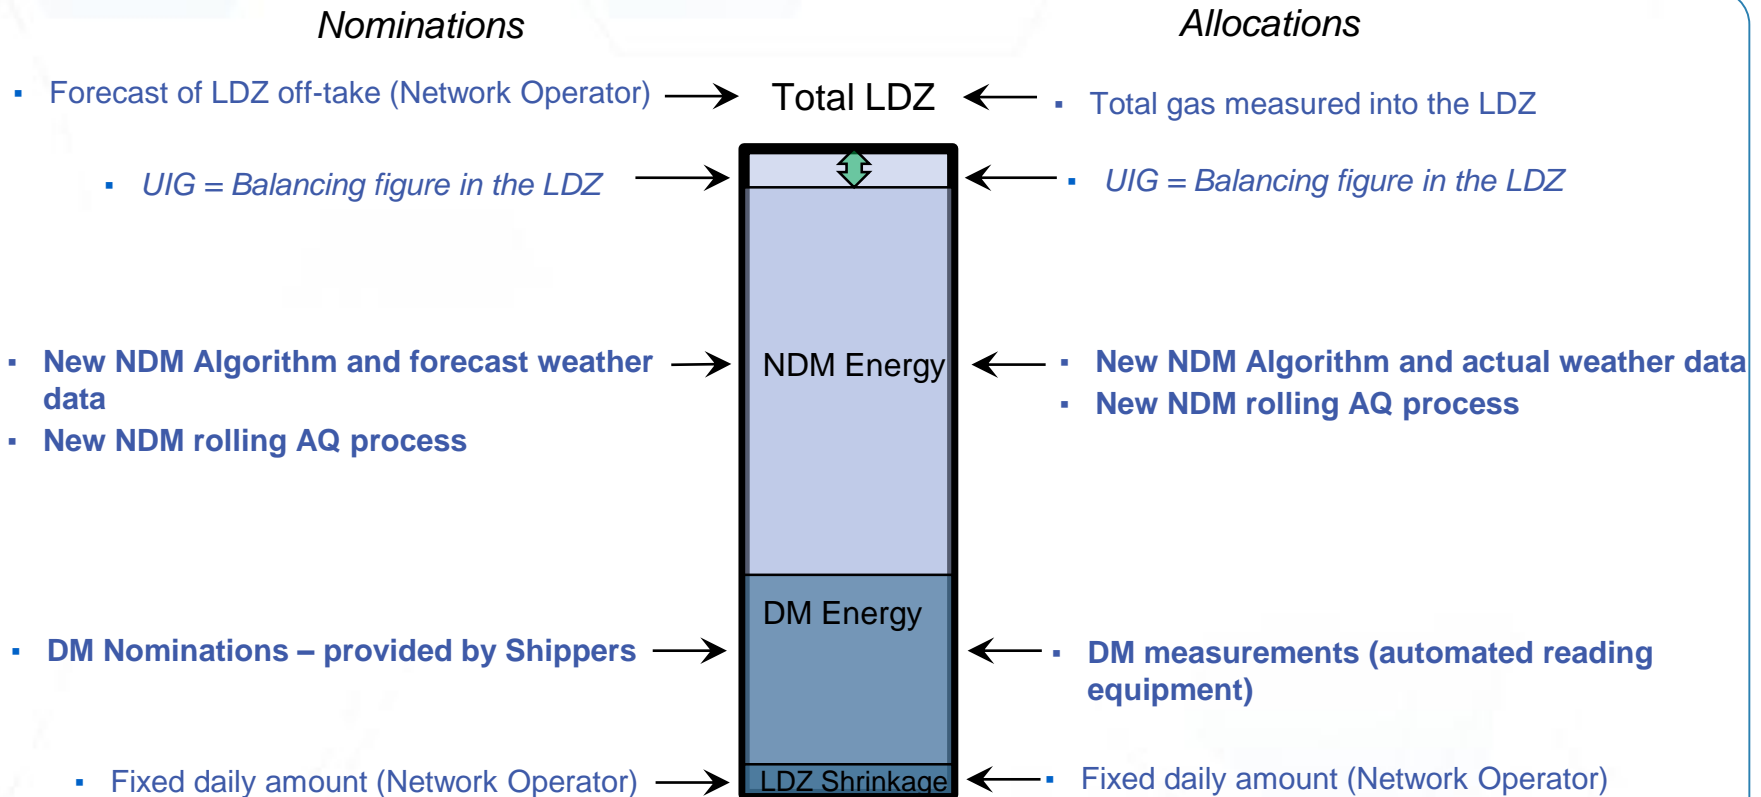 Nominations
Allocations
▪ Forecast of LDZ off-take (Network Operator)
Total LDZ
▪ Total gas measured into the LDZ
▪ UIG = Balancing figure in the LDZ
▪ UIG = Balancing figure in the LDZ
▪ New NDM Algorithm and forecast weather
data
▪ New NDM rolling AQ process
NDM Energy
▪ New NDM Algorithm and actual weather data
▪ New NDM rolling AQ process
DM Energy
▪ DM Nominations – provided by Shippers
▪ DM measurements (automated reading
equipment)
▪ Fixed daily amount (Network Operator)
LDZ Shrinkage
▪ Fixed daily amount (Network Operator)